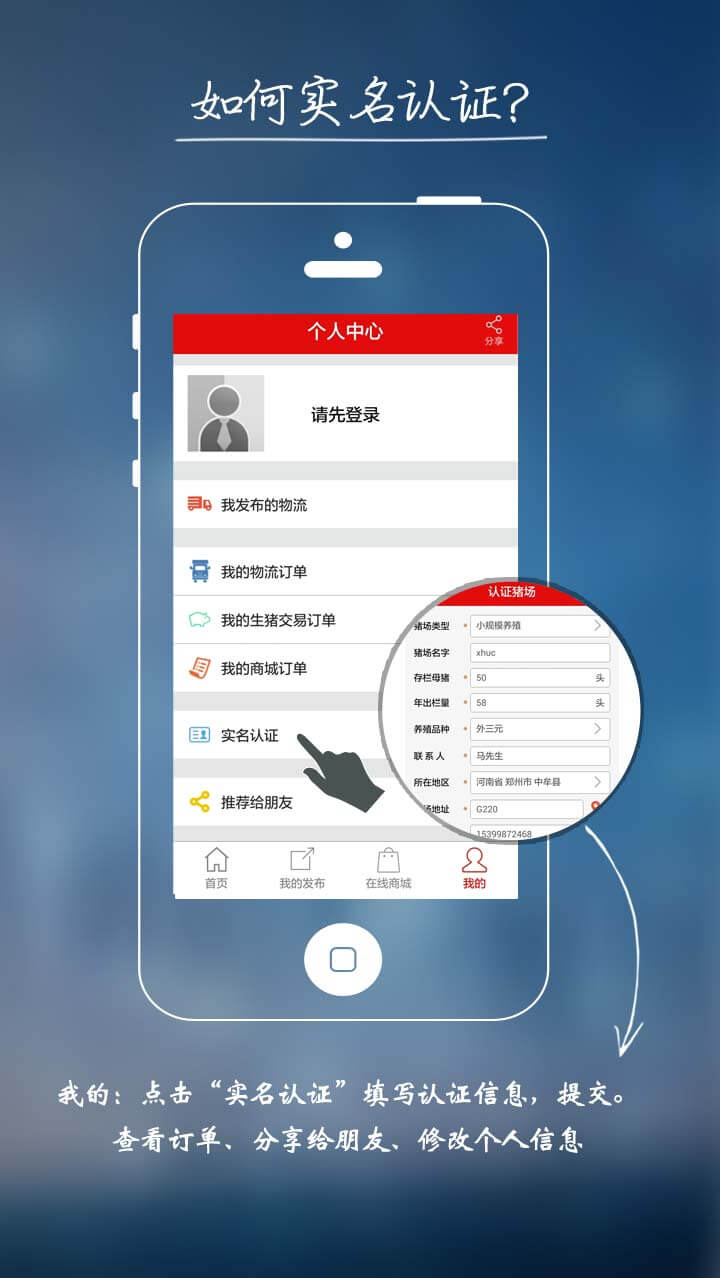 如何实名认证?
个人中心
分享
请先登录
我发布的物流
我的物流订单
我的生猪交易订单
我的商城订单
实名认证
推荐给朋友
首页
我的发布
在线商城
我的
认证猪场
猪场类型 * 小规模养殖
猪场名字 xhuc
存栏母猪 * 50 头
年出栏量 * 58 头
养殖品种 * 外三元
联系人 * 马先生
所在地区 * 河南省 郑州市 中牟县
场地址 * G220
15399872468
我的：点击“实名认证”填写认证信息，提交。
查看订单、分享给朋友、修改个人信息